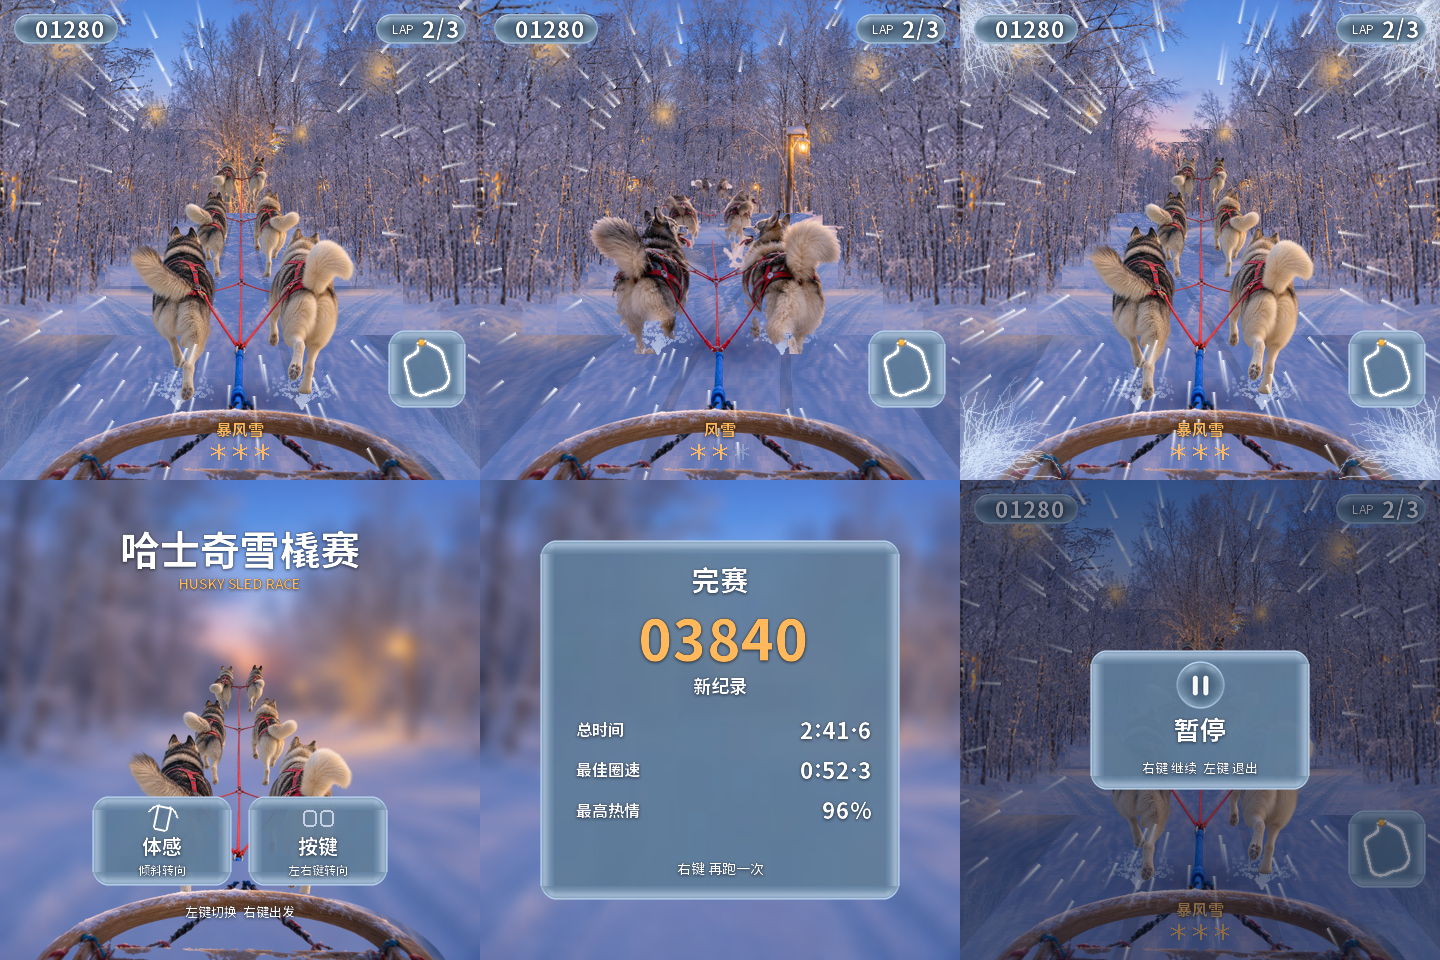 01280
LAP 2/3
暴风雪
01280
LAP 2/3
风雪
01280
LAP 2/3
暴风雪
哈士奇雪橇赛
HUSKY SLED RACE
体感
倾斜转向
按键
左右键转向
左键切换 右键出发
完赛
03840
新纪录
总时间 2:41·6
最佳圈速 0:52·3
最高热情 96%
右键 再跑一次
01280
LAP 2/3
暂停
右键 继续 左键 退出
暴风雪